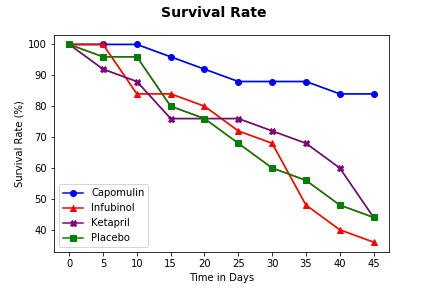 Survival Rate
Survival Rate (%)
100
90
80
70
60
50
40
Capomulin
Infubinol
Ketapril
Placebo
0 5 10 15 20 25 30 35 40 45
Time in Days